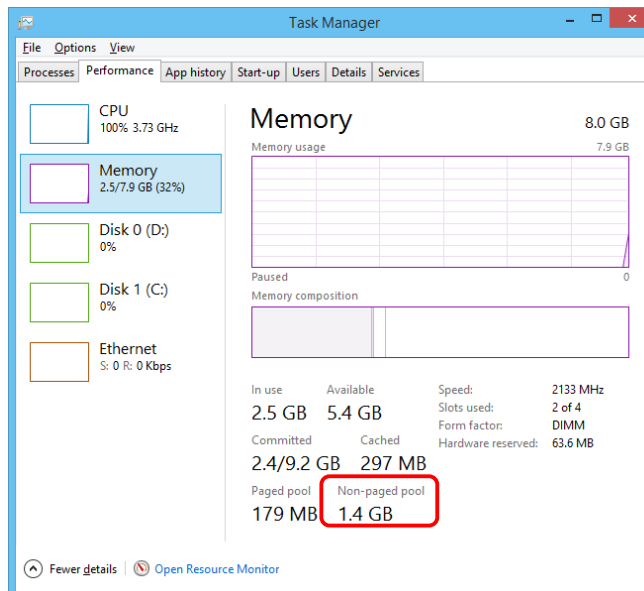 Task Manager
File Options View
Processes Performance App history Start-up Users Details Services
CPU
100% 3.73 GHz
Memory
2.5/7.9 GB (32%)
Disk 0 (D:)
0%
Disk 1 (C:)
0%
Ethernet
S: 0 R: 0 Kbps
Memory 8.0 GB
Memory usage 7.9 GB
Paused 0
Memory composition
In use Available
2.5 GB 5.4 GB
Committed Cached
2.4/9.2 GB 297 MB
Paged pool Non-paged pool
179 MB 1.4 GB
Speed: 2133 MHz
Slots used: 2 of 4
Form factor: DIMM
Hardware reserved: 63.6 MB
Fewer details Open Resource Monitor